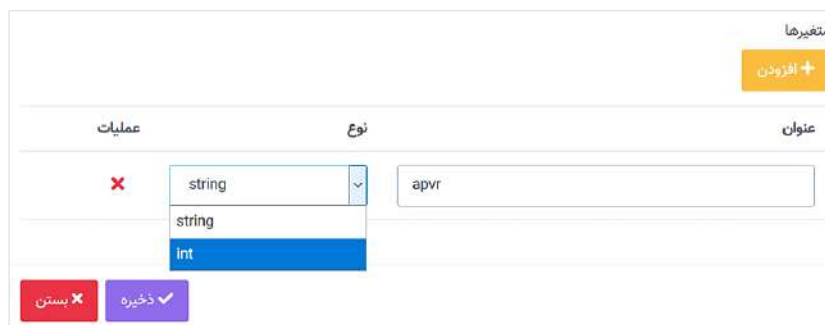 متغیرها
افزودن
عنوان نوع عملیات
apvr string
string
int
ذخیره بستن